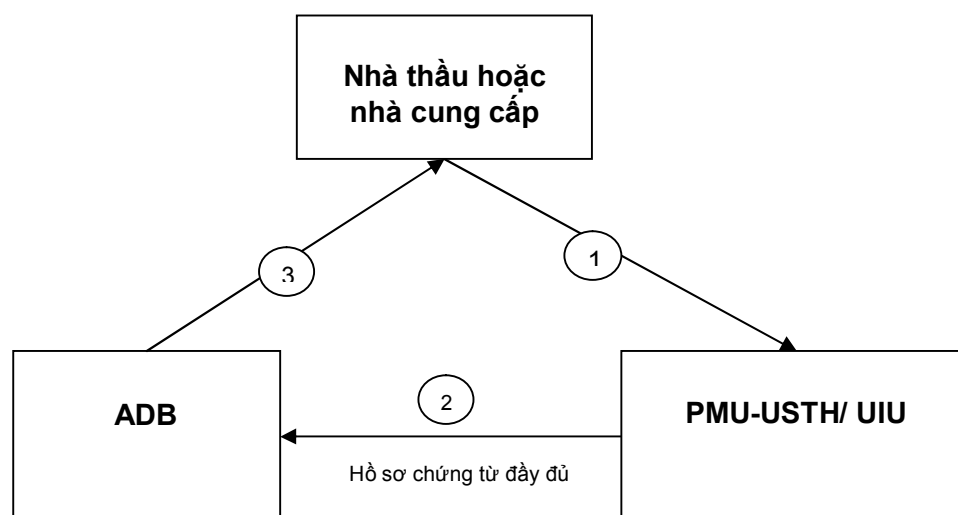 Nhà thầu hoặc
nhà cung cấp
3
1
ADB
2
PMU-USTH/ UIU
Hồ sơ chứng từ đầy đủ